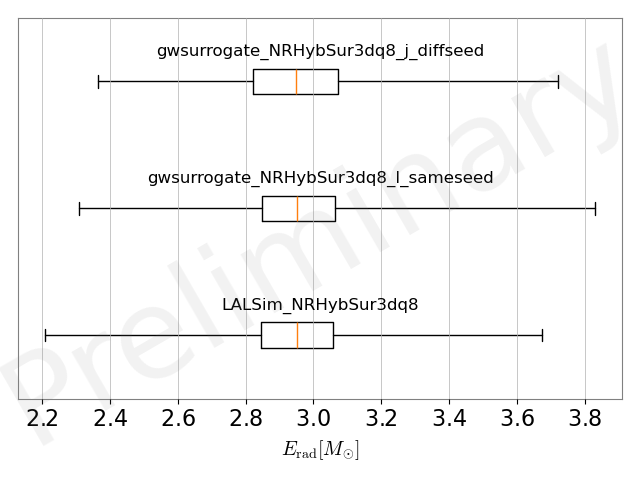 gwsurrogate_NRHybSur3dq8_j_diffseed
gwsurrogate_NRHybSur3dq8_l_sameseed
LALSim_NRHybSur3dq8
Preliminary
2.2 2.4 2.6 2.8 3.0 3.2 3.4 3.6 3.8
E_rad[M_⊙]